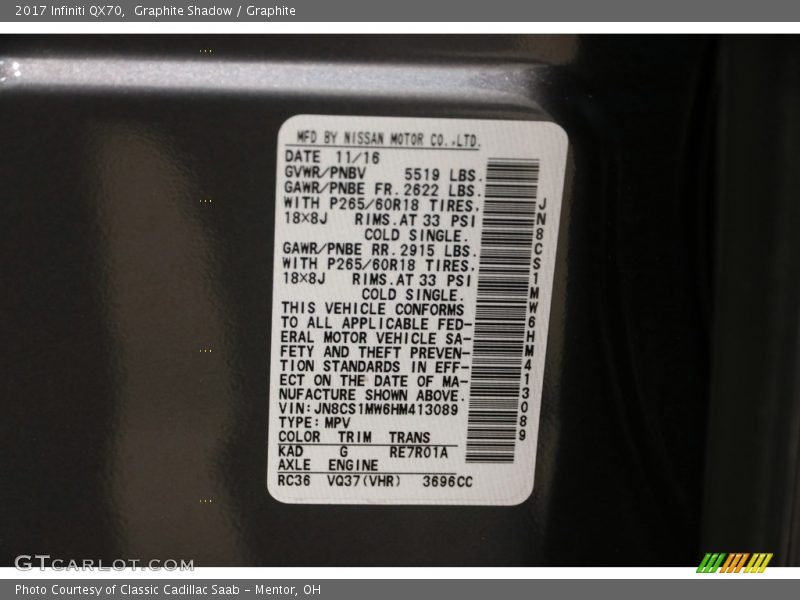 2017 Infiniti QX70,  Graphite Shadow / Graphite
MFD BY NISSAN MOTOR CO.,LTD.
DATE 11/16
GVWR/PNBV 5519 LBS.
GAWR/PNBE FR. 2622 LBS.
WITH P265/60R18 TIRES,
18×8J RIMS.AT 33 PSI
COLD SINGLE.
GAWR/PNBE RR. 2915 LBS.
WITH P265/60R18 TIRES,
18×8J RIMS.AT 33 PSI
COLD SINGLE.
THIS VEHICLE CONFORMS
TO ALL APPLICABLE FED-
ERAL MOTOR VEHICLE SA-
FETY AND THEFT PREVEN-
TION STANDARDS IN EFF-
ECT ON THE DATE OF MA-
NUFACTURE SHOWN ABOVE.
VIN:JN8CS1MW6HM413089
TYPE:MPV
COLOR TRIM TRANS
KAD G RE7R01A
AXLE ENGINE
RC36 VQ37(VHR) 3696CC
JN8CS1MW6HM413089
GTCARLOT.COM
Photo Courtesy of Classic Cadillac Saab - Mentor, OH